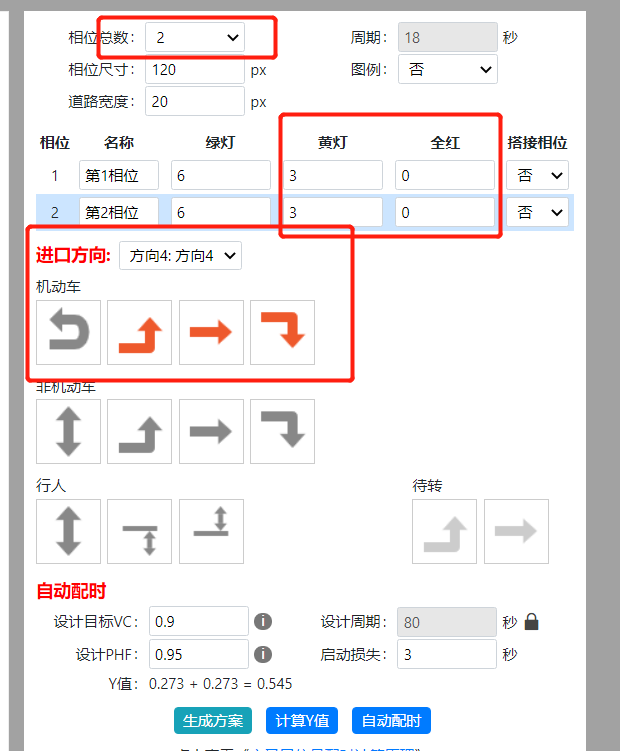 相位总数: 2 周期: 18 秒
相位尺寸: 120 px 图例: 否
道路宽度: 20 px
相位 名称 绿灯 黄灯 全红 搭接相位
1 第1相位 6 3 0 否
2 第2相位 6 3 0 否
进口方向: 方向4: 方向4
机动车
非机动车
行人 待转
自动配时
设计目标VC: 0.9 设计周期: 80 秒
设计PHF: 0.95 启动损失: 3 秒
Y值: 0.273 + 0.273 = 0.545
生成方案 计算Y值 自动配时